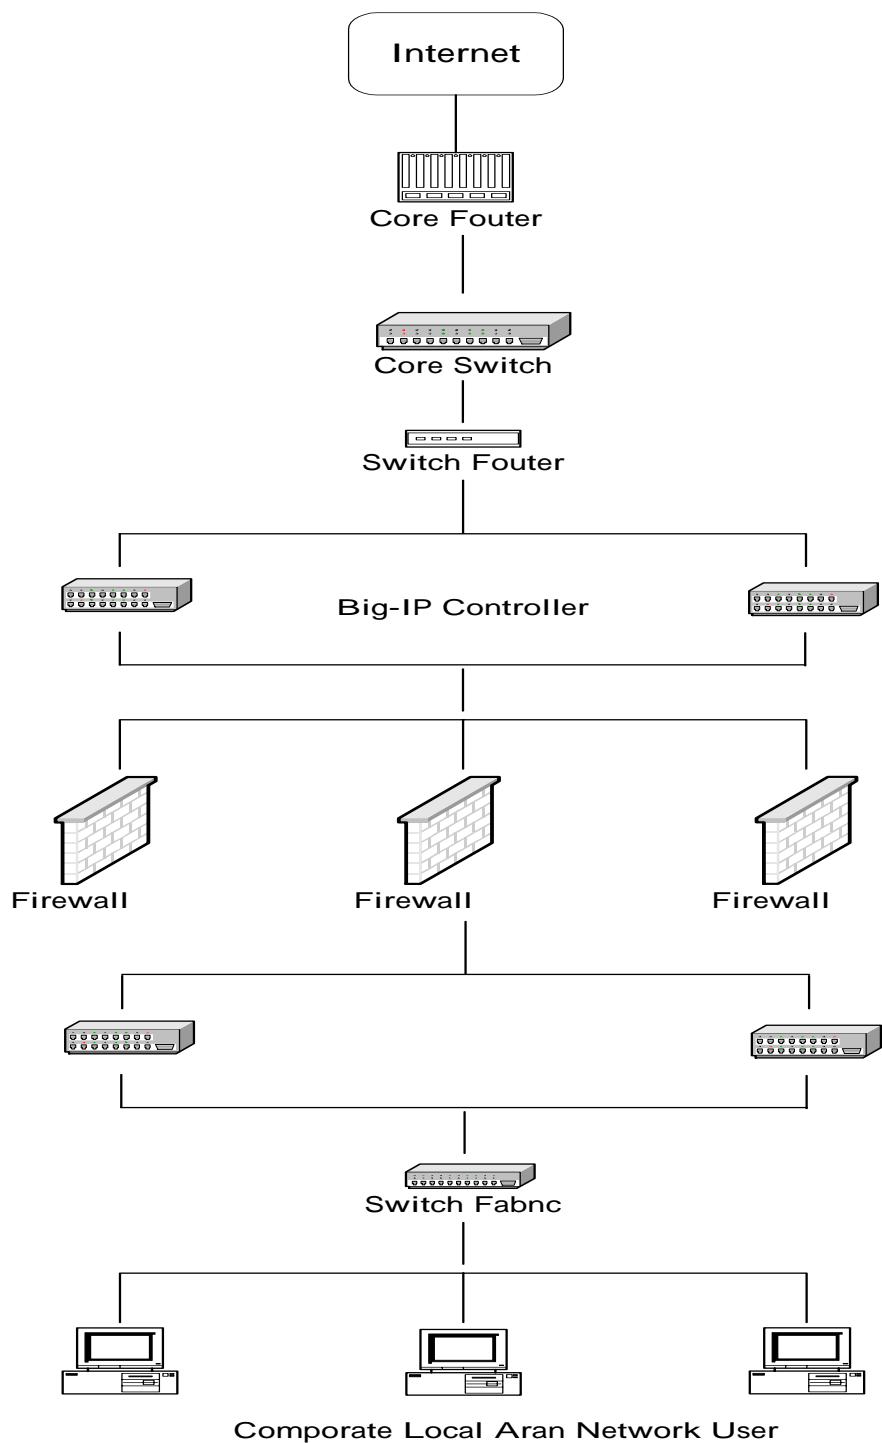 Internet
Core Fouter
Core Switch
Switch Fouter
Big-IP Controller
Firewall
Firewall
Firewall
Switch Fabnc
Comporate Local Aran Network User